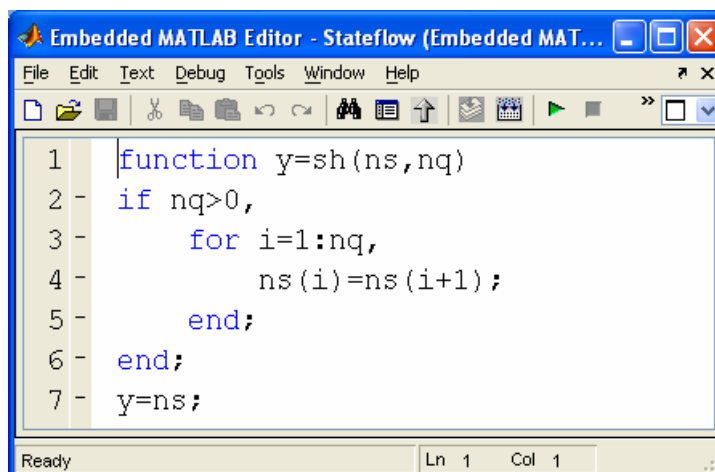 Embedded MATLAB Editor - Stateflow (Embedded MAT...
File Edit Text Debug Tools Window Help
»
1 function y=sh(ns,nq)
2 - if nq>0,
3 - for i=1:nq,
4 - ns(i)=ns(i+1);
5 - end;
6 - end;
7 - y=ns;
Ready Ln 1 Col 1